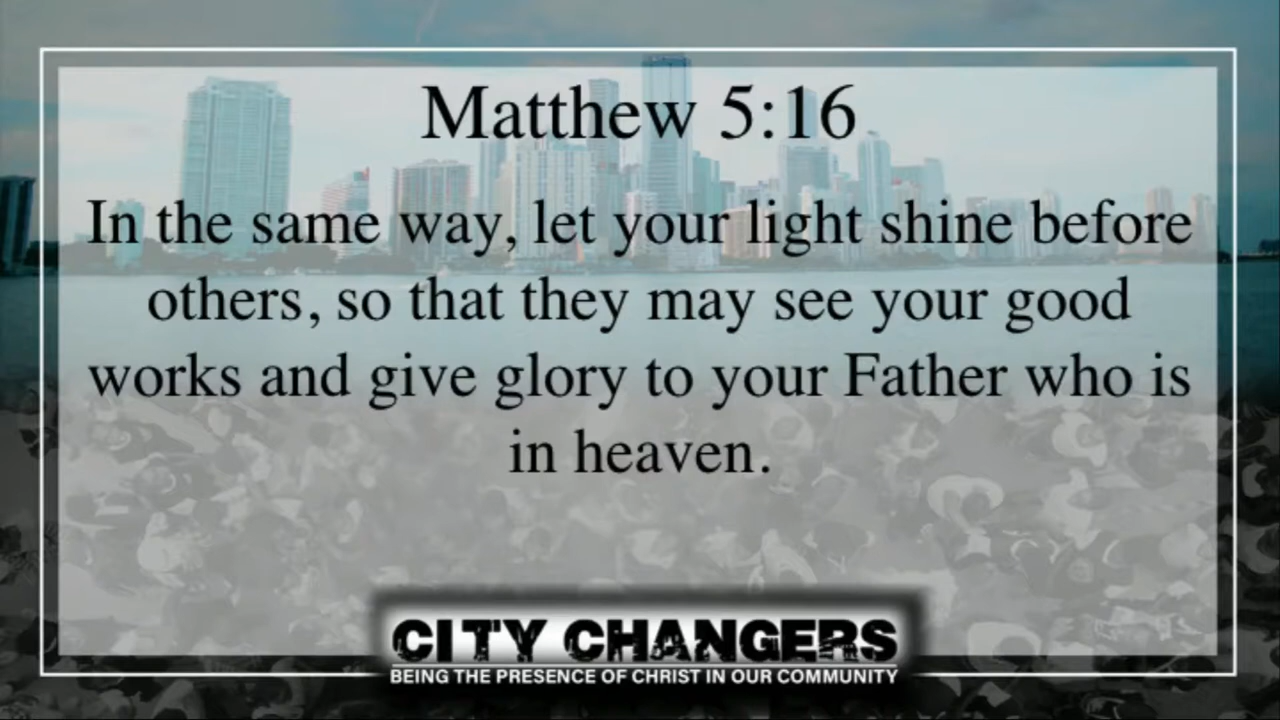 Matthew 5:16
In the same way, let your light shine before
others, so that they may see your good
works and give glory to your Father who is
in heaven.
CITY CHANGERS
BEING THE PRESENCE OF CHRIST IN OUR COMMUNITY